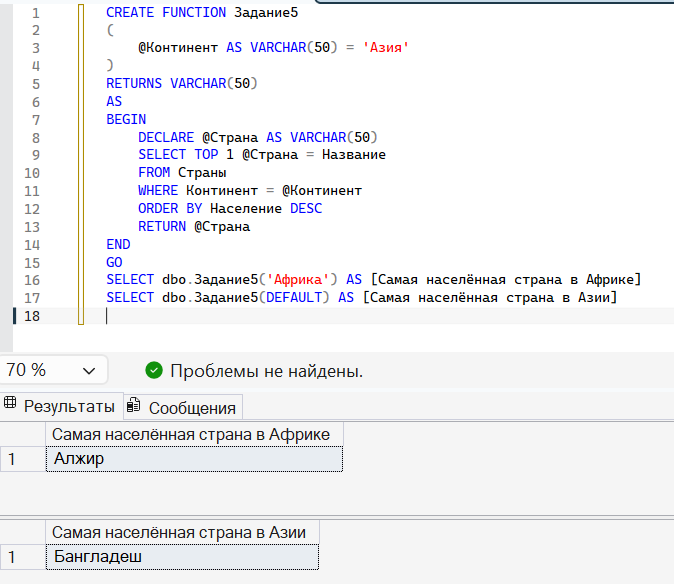 1 CREATE FUNCTION Задание5
2 (
3 @Континент AS VARCHAR(50) = 'Азия'
4 )
5 RETURNS VARCHAR(50)
6 AS
7 BEGIN
8 DECLARE @Страна AS VARCHAR(50)
9 SELECT TOP 1 @Страна = Название
10 FROM Страны
11 WHERE Континент = @Континент
12 ORDER BY Население DESC
13 RETURN @Страна
14 END
15 GO
16 SELECT dbo.Задание5('Африка') AS [Самая населённая страна в Африке]
17 SELECT dbo.Задание5(DEFAULT) AS [Самая населённая страна в Азии]
18
70 % Проблемы не найдены.
Результаты Сообщения
Самая населённая страна в Африке
1 Алжир
Самая населённая страна в Азии
1 Бангладеш